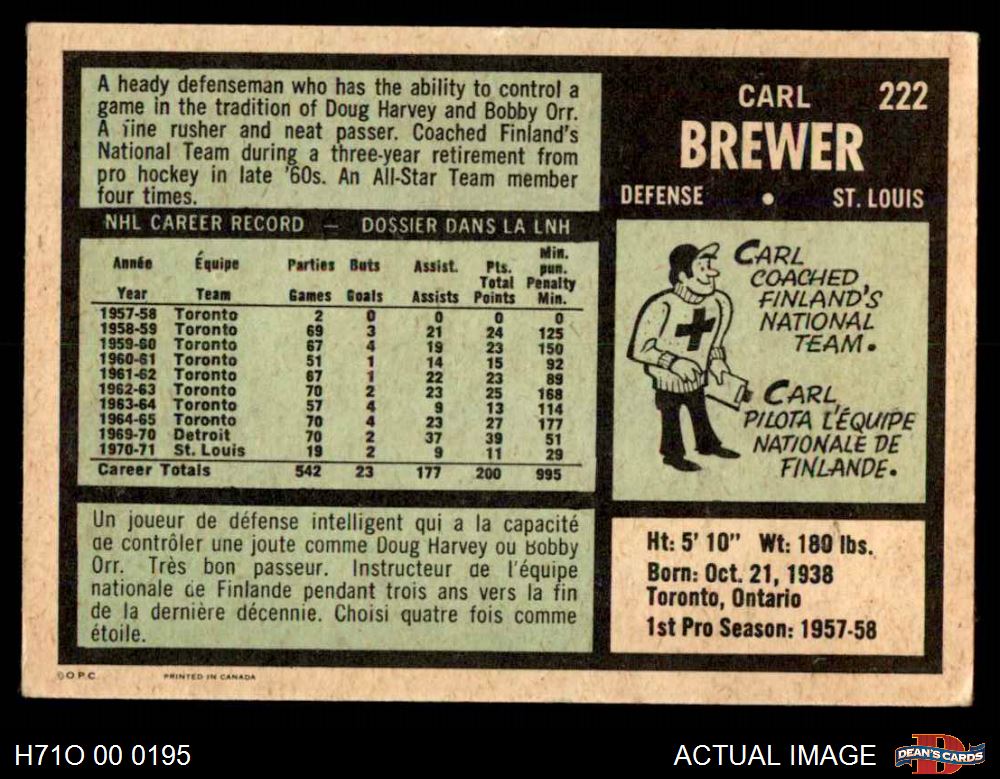 A heady defenseman who has the ability to control a
game in the tradition of Doug Harvey and Bobby Orr.
A fine rusher and neat passer. Coached Finland's
National Team during a three-year retirement from
pro hockey in late '60s. An All-Star Team member
four times.
CARL 222
BREWER
DEFENSE • ST. LOUIS
NHL CAREER RECORD — DOSSIER DANS LA LNH
Année Équipe Parties Buts Assist. Pts. Total Min. pun.
Year Team Games Goals Assists Points Penalty Min.
1957-58 Toronto 2 0 0 0 0
1958-59 Toronto 69 3 21 24 125
1959-60 Toronto 67 4 19 23 150
1960-61 Toronto 51 1 14 15 92
1961-62 Toronto 67 1 22 23 89
1962-63 Toronto 70 2 23 25 168
1963-64 Toronto 57 4 9 13 114
1964-65 Toronto 70 4 23 27 177
1969-70 Detroit 70 2 37 39 51
1970-71 St. Louis 19 2 9 11 29
Career Totals 542 23 177 200 995
CARL
COACHED
FINLAND'S
NATIONAL
TEAM.
CARL
PILOTA L'ÉQUIPE
NATIONALE DE
FINLANDE.
Un joueur de défense intelligent qui a la capacité
de contrôler une joute comme Doug Harvey ou Bobby
Orr. Très bon passeur. Instructeur de l'équipe
nationale de Finlande pendant trois ans vers la fin
de la dernière décennie. Choisi quatre fois comme
étoile.
Ht: 5' 10" Wt: 180 lbs.
Born: Oct. 21, 1938
Toronto, Ontario
1st Pro Season: 1957-58
©O.P.C. PRINTED IN CANADA
H71O 00 0195
ACTUAL IMAGE
DEAN'S CARDS